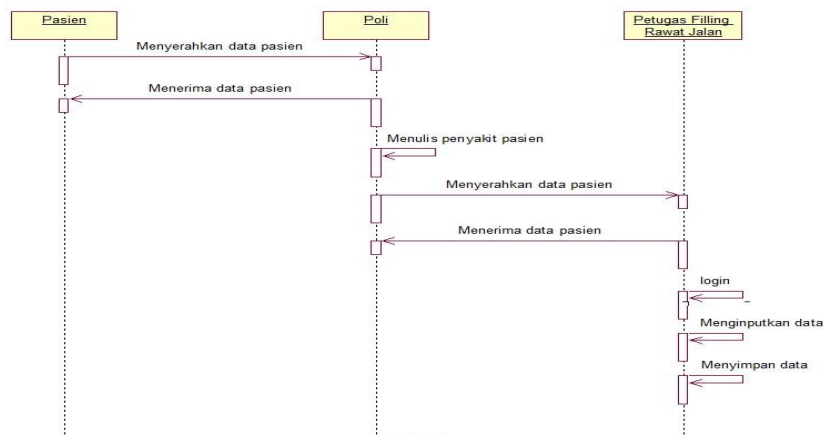 Pasien
Poli
Petugas Filling
Rawat Jalan
Menyerahkan data pasien
Menerima data pasien
Menulis penyakit pasien
Menyerahkan data pasien
Menerima data pasien
login
Menginputkan data
Menyimpan data